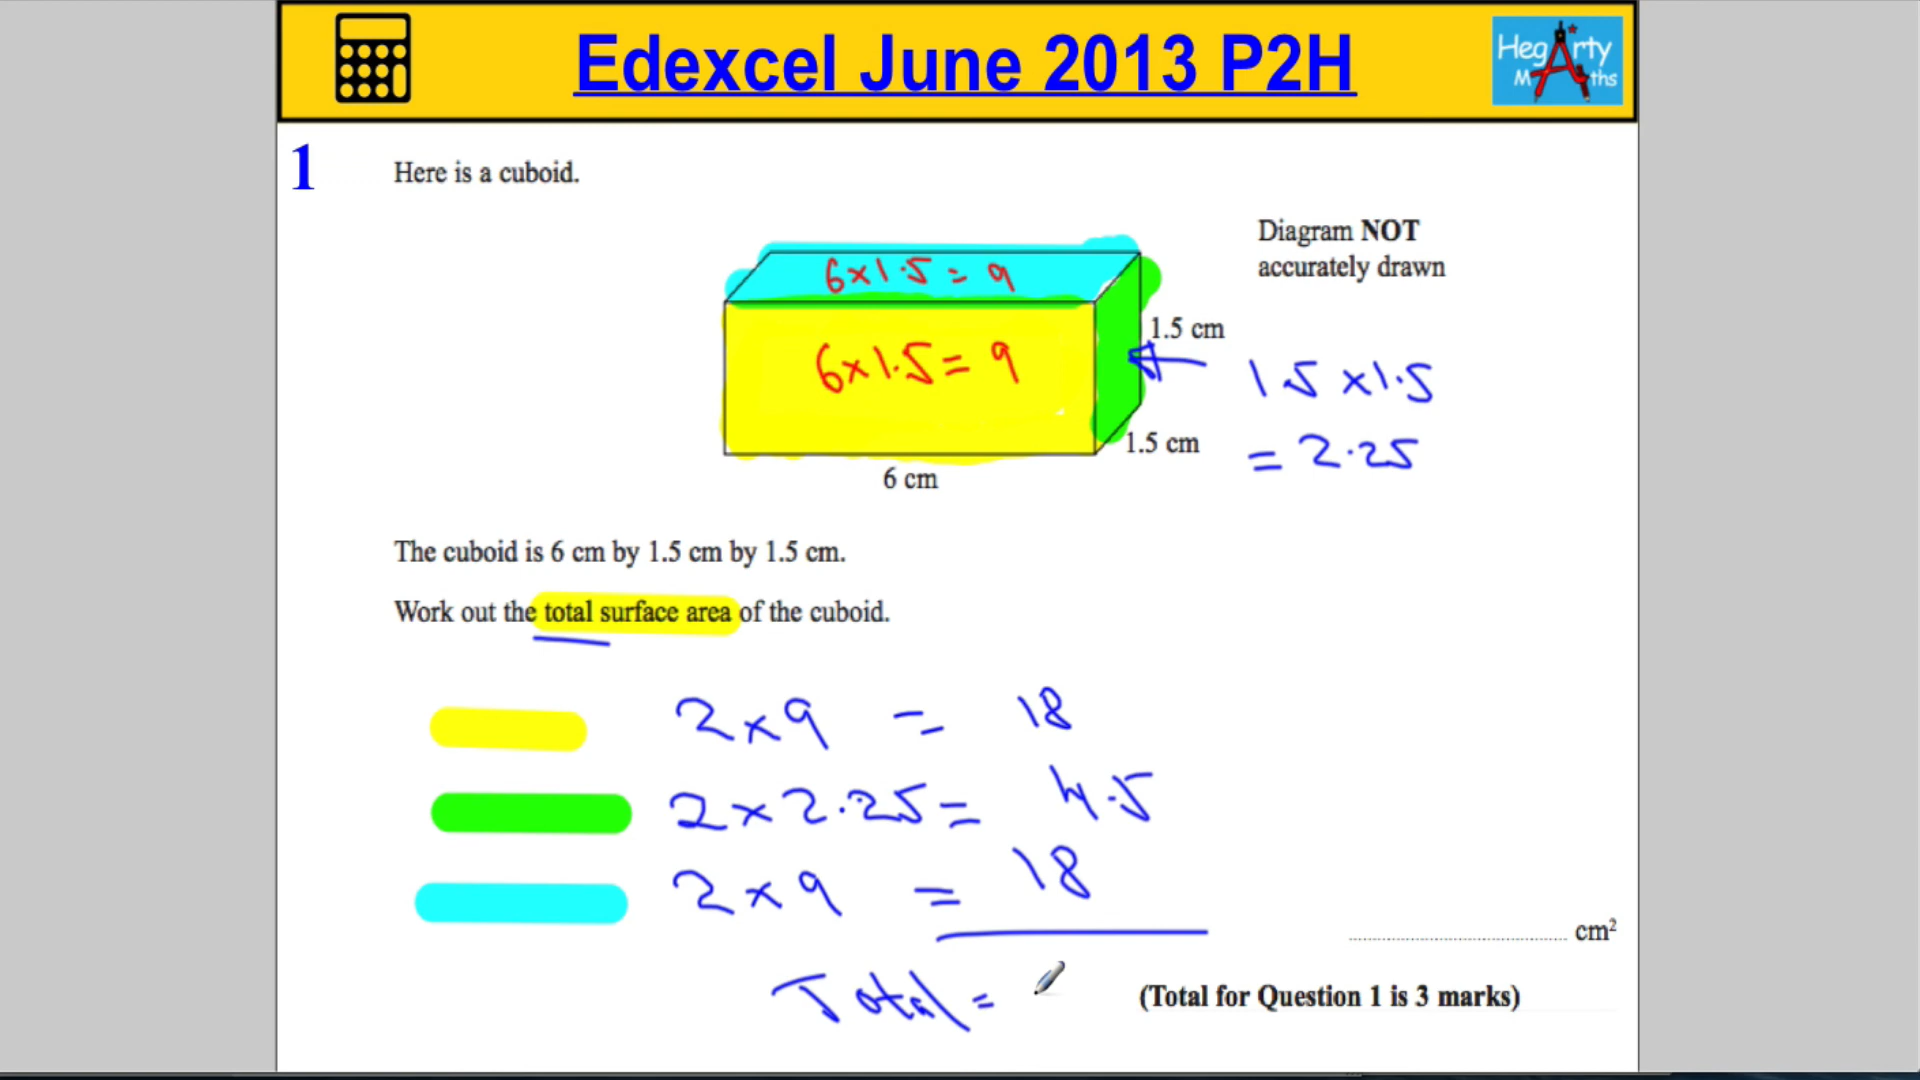 Edexcel June 2013 P2H
Hegarty
Maths
1
Here is a cuboid.
Diagram NOT
accurately drawn
6×1.5 = 9
6×1.5 = 9
1.5 cm
1.5 × 1.5
= 2.25
1.5 cm
6 cm
The cuboid is 6 cm by 1.5 cm by 1.5 cm.
Work out the total surface area of the cuboid.
2 × 9 = 18
2 × 2.25 = 4.5
2 × 9 = 18
cm²
Total =
(Total for Question 1 is 3 marks)